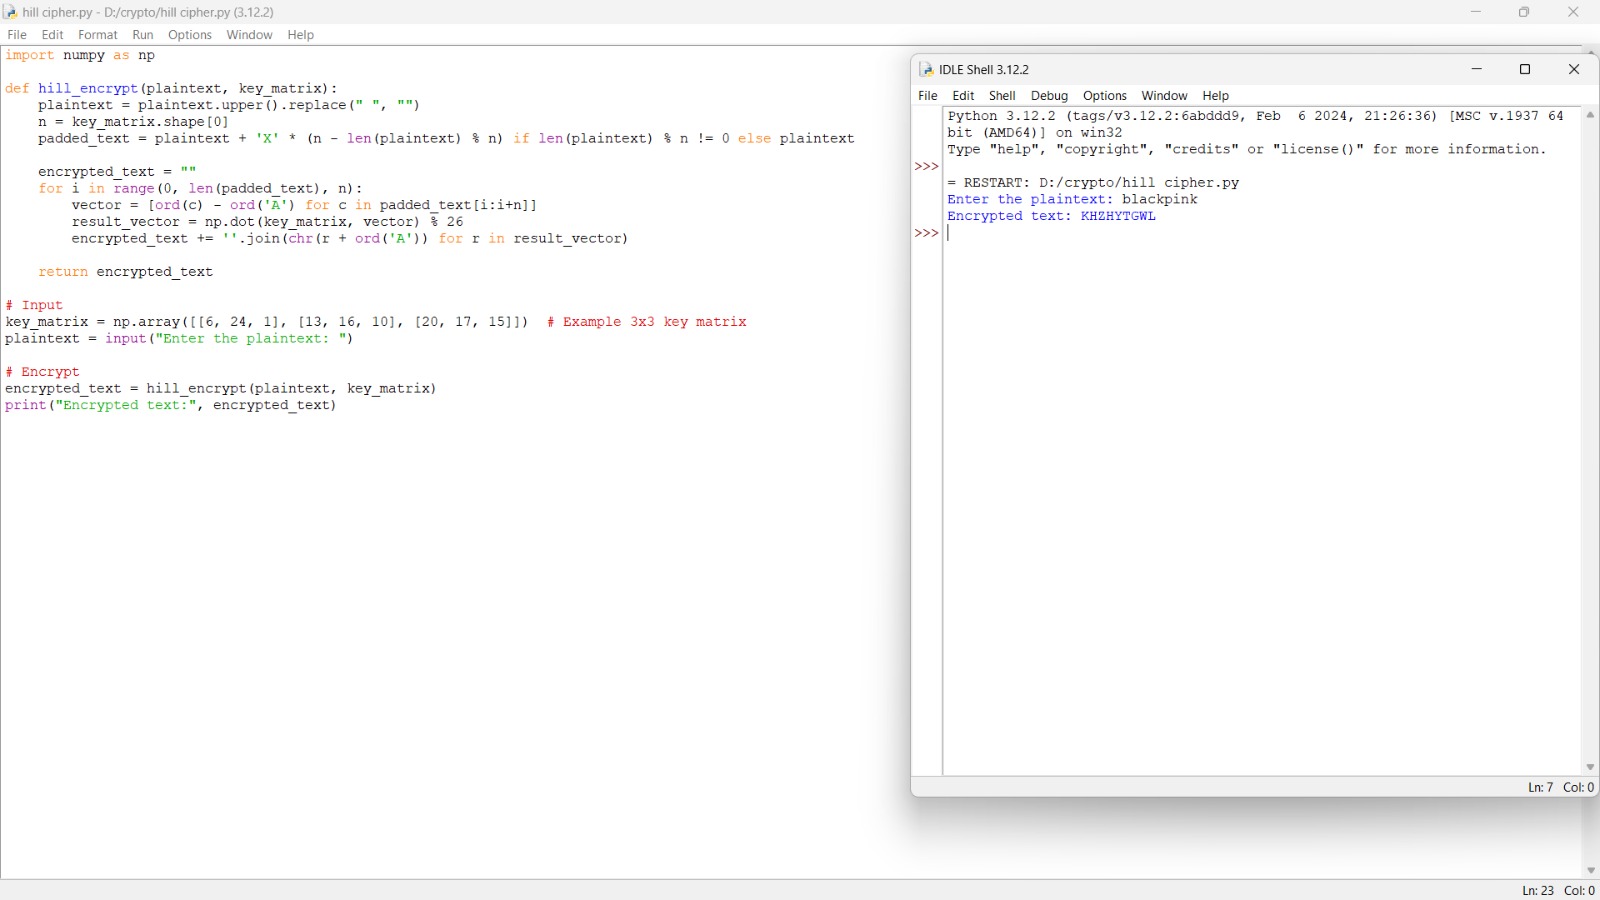 hill cipher.py - D:/crypto/hill cipher.py (3.12.2)
File Edit Format Run Options Window Help
import numpy as np
def hill_encrypt(plaintext, key_matrix):
    plaintext = plaintext.upper().replace(" ", "")
    n = key_matrix.shape[0]
    padded_text = plaintext + 'X' * (n - len(plaintext) % n) if len(plaintext) % n != 0 else plaintext
    encrypted_text = ""
    for i in range(0, len(padded_text), n):
        vector = [ord(c) - ord('A') for c in padded_text[i:i+n]]
        result_vector = np.dot(key_matrix, vector) % 26
        encrypted_text += ''.join(chr(r + ord('A')) for r in result_vector)
    return encrypted_text
# Input
key_matrix = np.array([[6, 24, 1], [13, 16, 10], [20, 17, 15]])  # Example 3x3 key matrix
plaintext = input("Enter the plaintext: ")
# Encrypt
encrypted_text = hill_encrypt(plaintext, key_matrix)
print("Encrypted text:", encrypted_text)
Ln: 23 Col: 0
IDLE Shell 3.12.2
File Edit Shell Debug Options Window Help
Python 3.12.2 (tags/v3.12.2:6abddd9, Feb  6 2024, 21:26:36) [MSC v.1937 64
bit (AMD64)] on win32
Type "help", "copyright", "credits" or "license()" for more information.
>>>
= RESTART: D:/crypto/hill cipher.py
Enter the plaintext: blackpink
Encrypted text: KHZHYTGWL
>>>
Ln: 7 Col: 0